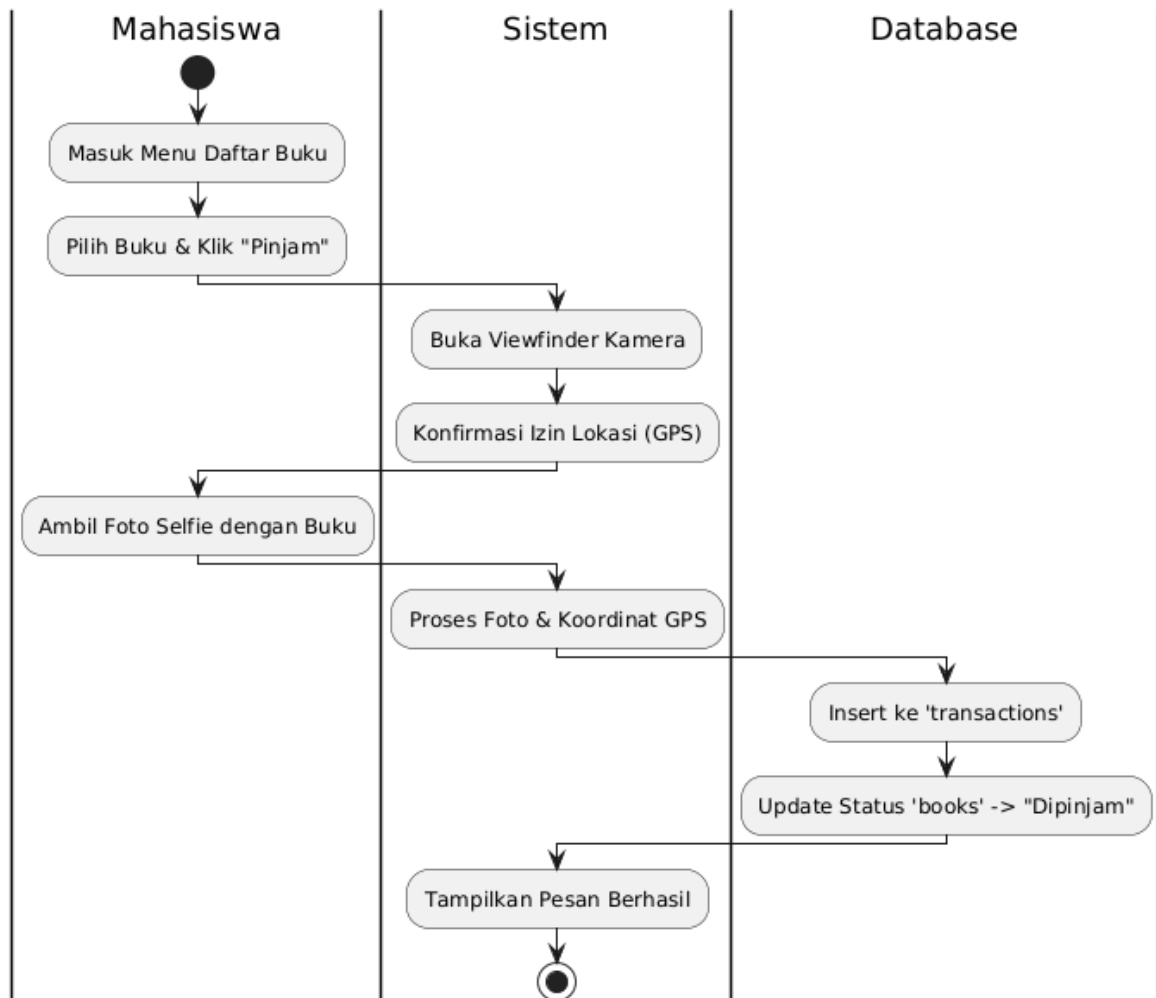 Mahasiswa
Sistem
Database
Masuk Menu Daftar Buku
Pilih Buku & Klik "Pinjam"
Buka Viewfinder Kamera
Konfirmasi Izin Lokasi (GPS)
Ambil Foto Selfie dengan Buku
Proses Foto & Koordinat GPS
Insert ke 'transactions'
Update Status 'books' -> "Dipinjam"
Tampilkan Pesan Berhasil